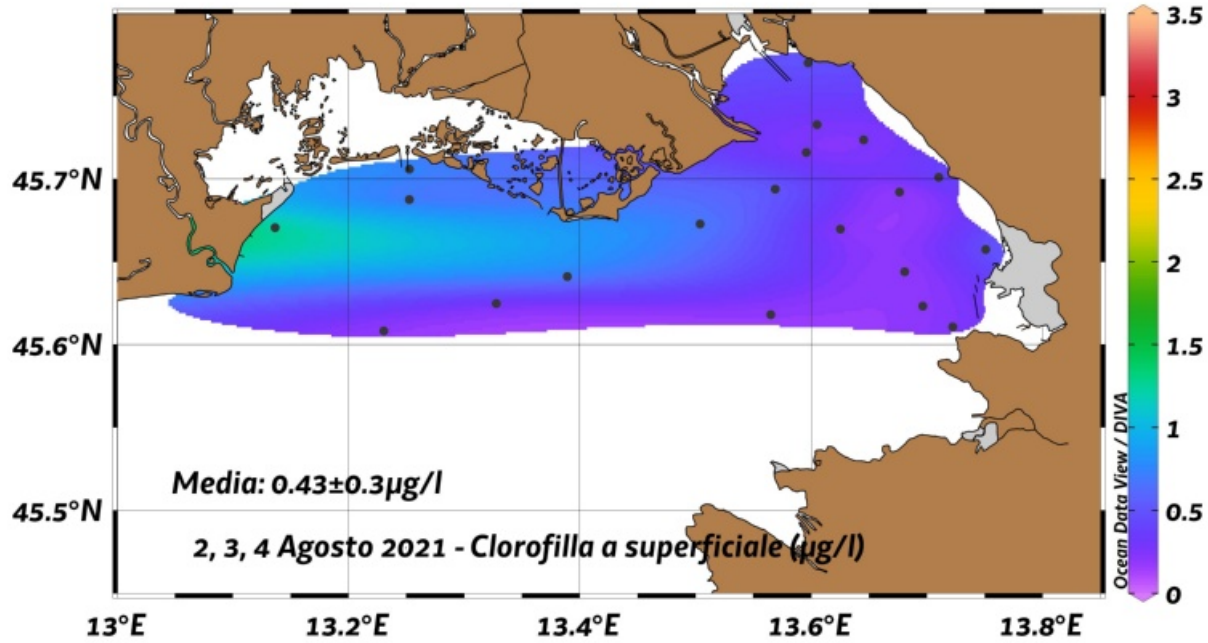 3.5
3
2.5
45.7°N
2
1.5
45.6°N
1
Media: 0.43±0.3µg/l
45.5°N
0.5
2, 3, 4 Agosto 2021 - Clorofilla a superficiale (µg/l)
Ocean Data View / DIVA
0
13°E 13.2°E 13.4°E 13.6°E 13.8°E